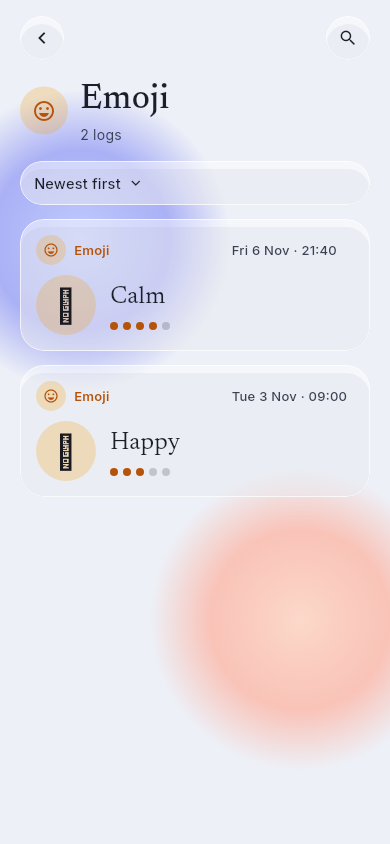 Emoji
2 logs
Newest first
Emoji
Fri 6 Nov · 21:40
NO GLYPH
Calm
Emoji
Tue 3 Nov · 09:00
NO GLYPH
Happy